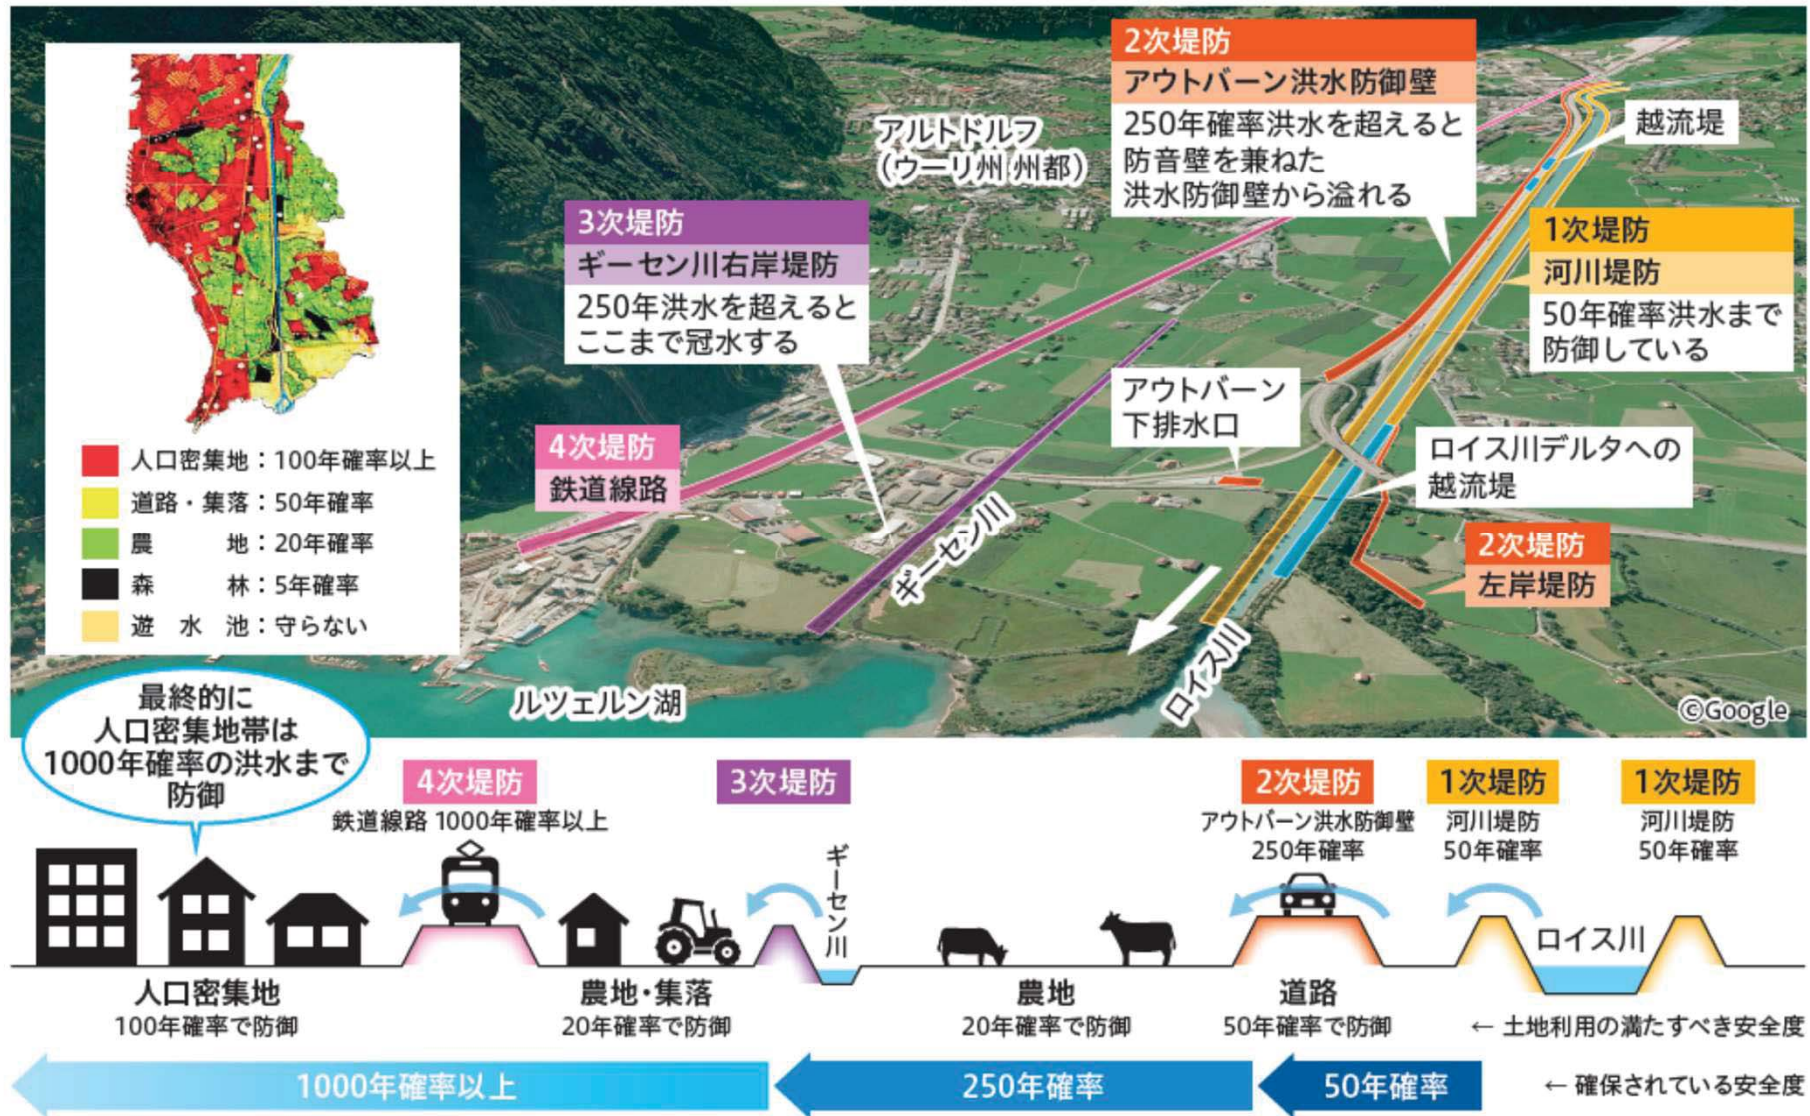 人口密集地：100年確率以上
道路・集落：50年確率
農　　　地：20年確率
森　　　林：5年確率
遊　水　池：守らない
アルトドルフ
（ウーリ州 州都）
2次堤防
アウトバーン洪水防御壁
250年確率洪水を超えると
防音壁を兼ねた
洪水防御壁から溢れる
越流堤
3次堤防
ギーセン川右岸堤防
250年洪水を超えると
ここまで冠水する
1次堤防
河川堤防
50年確率洪水まで
防御している
アウトバーン
下排水口
4次堤防
鉄道線路
ロイス川デルタへの
越流堤
ギーセン川
2次堤防
左岸堤防
ロイス川
ルツェルン湖
©Google
最終的に
人口密集地帯は
1000年確率の洪水まで
防御
4次堤防
鉄道線路 1000年確率以上
3次堤防
ギーセン川
2次堤防
アウトバーン洪水防御壁
250年確率
1次堤防
河川堤防
50年確率
1次堤防
河川堤防
50年確率
ロイス川
人口密集地
100年確率で防御
農地・集落
20年確率で防御
農地
20年確率で防御
道路
50年確率で防御
← 土地利用の満たすべき安全度
1000年確率以上
250年確率
50年確率
← 確保されている安全度